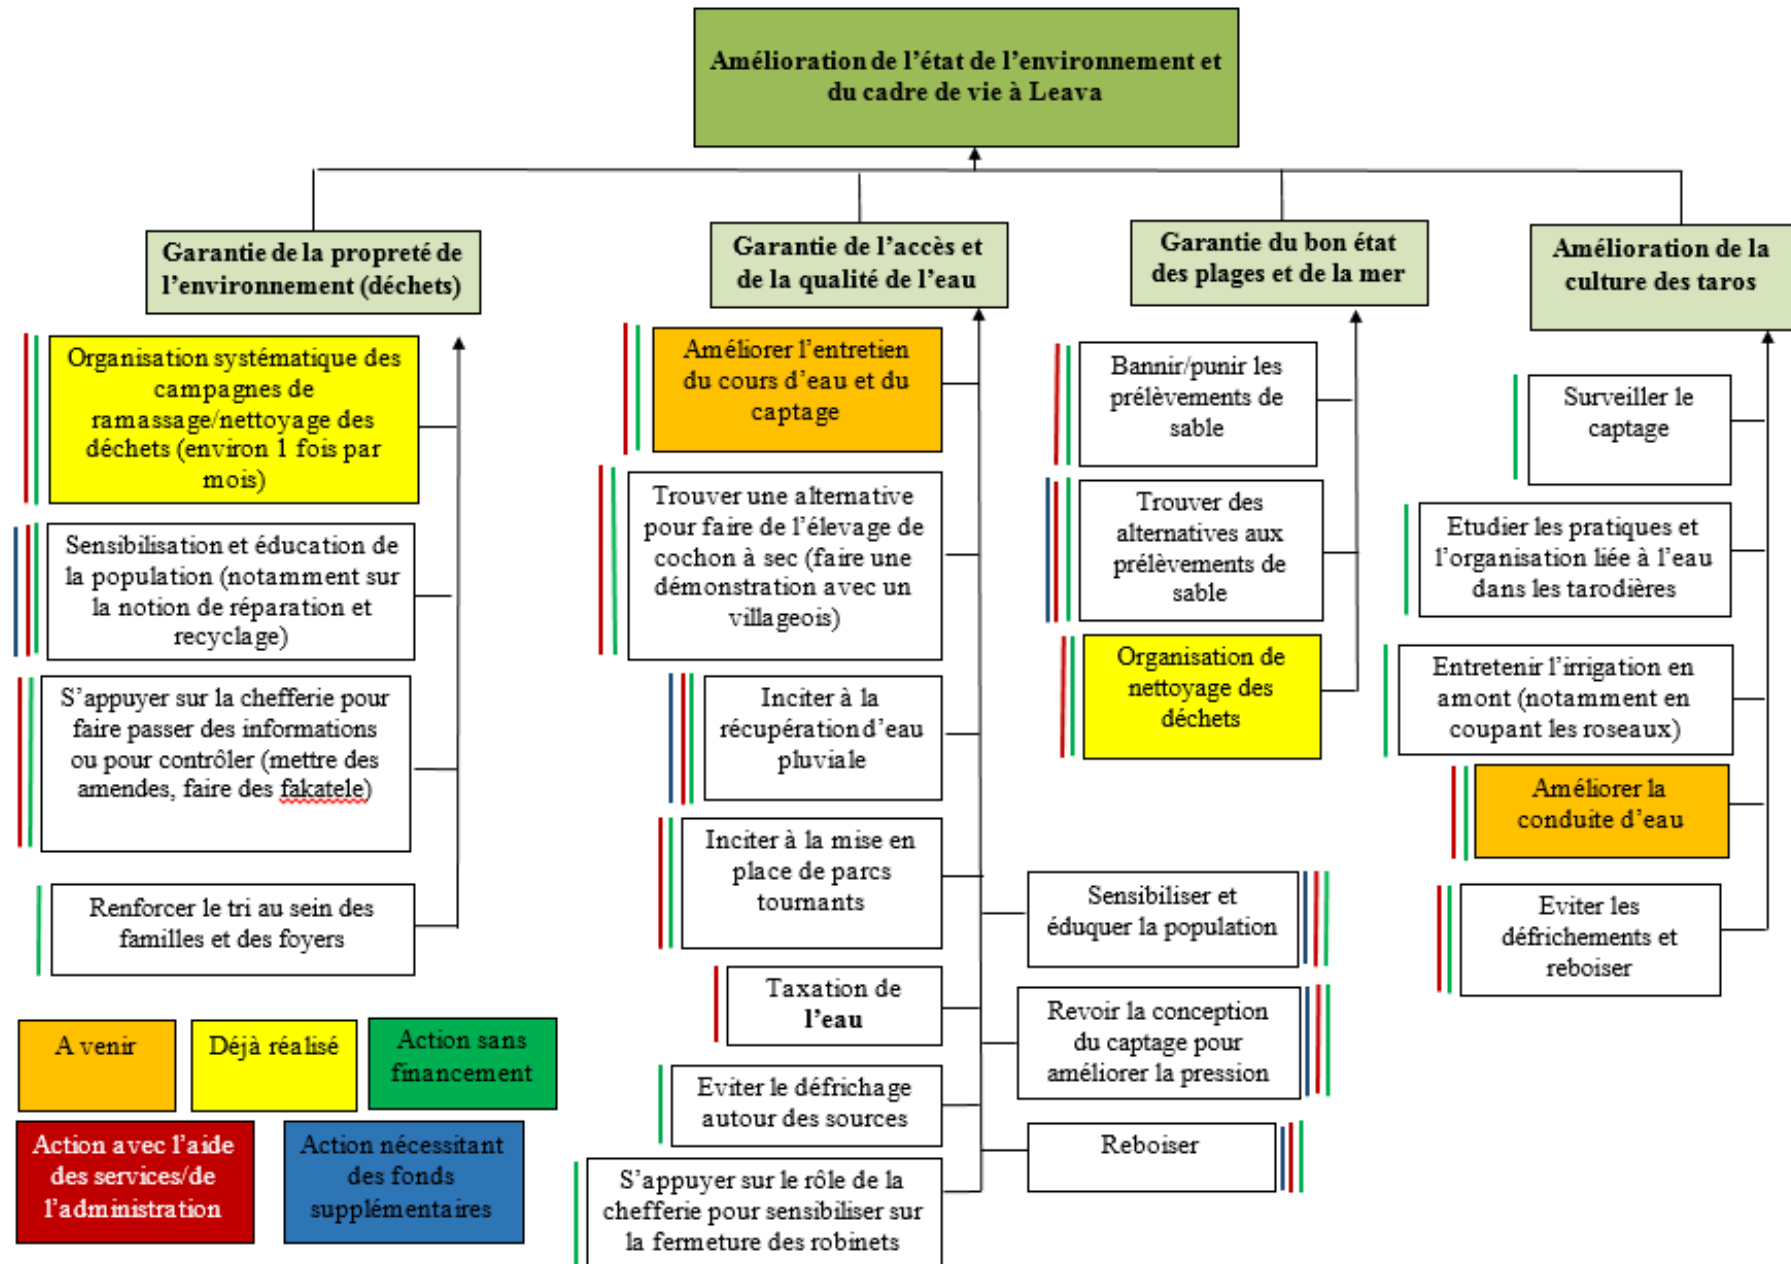 Amélioration de l'état de l'environnement et
du cadre de vie à Leava
Garantie de la propreté de
l'environnement (déchets)
Organisation systématique des
campagnes de
ramassage/nettoyage des
déchets (environ 1 fois par
mois)
Sensibilisation et éducation de
la population (notamment sur
la notion de réparation et
recyclage)
S'appuyer sur la chefferie pour
faire passer des informations
ou pour contrôler (mettre des
amendes, faire des fakatele)
Renforcer le tri au sein des
familles et des foyers
Garantie de l'accès et
de la qualité de l'eau
Améliorer l'entretien
du cours d'eau et du
captage
Trouver une alternative
pour faire de l'élevage de
cochon à sec (faire une
démonstration avec un
villageois)
Inciter à la
récupération d'eau
pluviale
Inciter à la mise en
place de parcs
tournants
Taxation de
l'eau
Eviter le défrichage
autour des sources
S'appuyer sur le rôle de la
chefferie pour sensibiliser sur
la fermeture des robinets
Sensibiliser et
éduquer la population
Revoir la conception
du captage pour
améliorer la pression
Reboiser
Garantie du bon état
des plages et de la mer
Bannir/punir les
prélèvements de
sable
Trouver des
alternatives aux
prélèvements de
sable
Organisation de
nettoyage des
déchets
Amélioration de la
culture des taros
Surveiller le
captage
Etudier les pratiques et
l'organisation liée à l'eau
dans les tarodières
Entretenir l'irrigation en
amont (notamment en
coupant les roseaux)
Améliorer la
conduite d'eau
Eviter les
défrichements et
reboiser
A venir
Déjà réalisé
Action sans
financement
Action avec l'aide
des services/de
l'administration
Action nécessitant
des fonds
supplémentaires